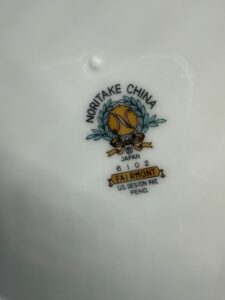 NORITAKE CHINA
N
®
JAPAN
6102
FAIRMONT
U.S. DESIGN PAT.
PEND.